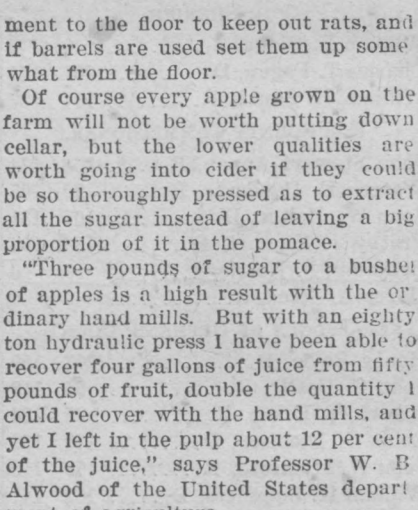 ment to the floor to keep out rats, and
if barrels are used set them up some
what from the floor.
Of course every apple grown on the
farm will not be worth putting down
cellar, but the lower qualities are
worth going into cider if they could
be so thoroughly pressed as to extract
all the sugar instead of leaving a big
proportion of it in the pomace.
"Three pounds of sugar to a bushel
of apples is a high result with the or
dinary hand mills. But with an eighty
ton hydraulic press I have been able to
recover four gallons of juice from fifty
pounds of fruit, double the quantity I
could recover with the hand mills, and
yet I left in the pulp about 12 per cent
of the juice," says Professor W. B
Alwood of the United States depart